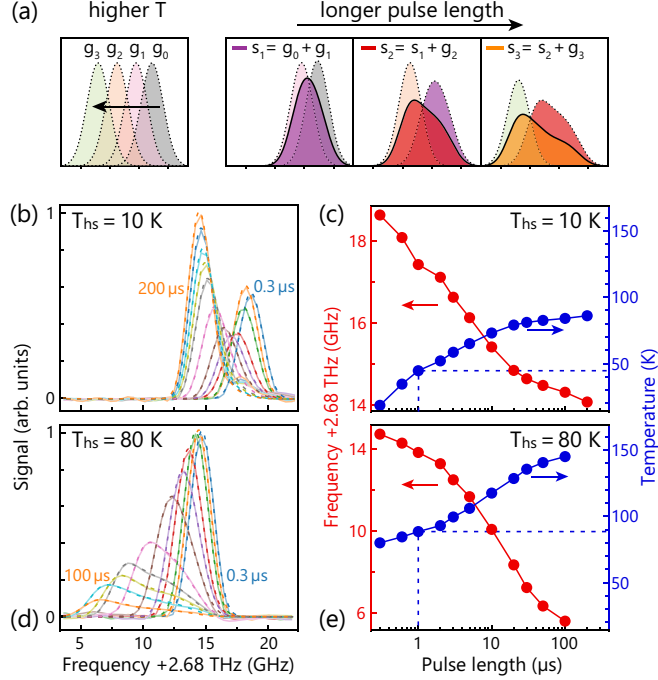 (a) higher T longer pulse length
g₃ g₂ g₁ g₀ s₁= g₀ + g₁ s₂= s₁ + g₂ s₃= s₂ + g₃
(b) (c)
Tₕₛ = 10 K Tₕₛ = 10 K
200 µs 0.3 µs
1
0
18
16
14
150
100
50
Signal (arb. units)
Frequency +2.68 THz (GHz)
Temperature (K)
Tₕₛ = 80 K Tₕₛ = 80 K
100 µs 0.3 µs
1
0
14
10
6
150
100
50
(d) (e)
5 10 15 20 1 10 100
Frequency +2.68 THz (GHz) Pulse length (µs)